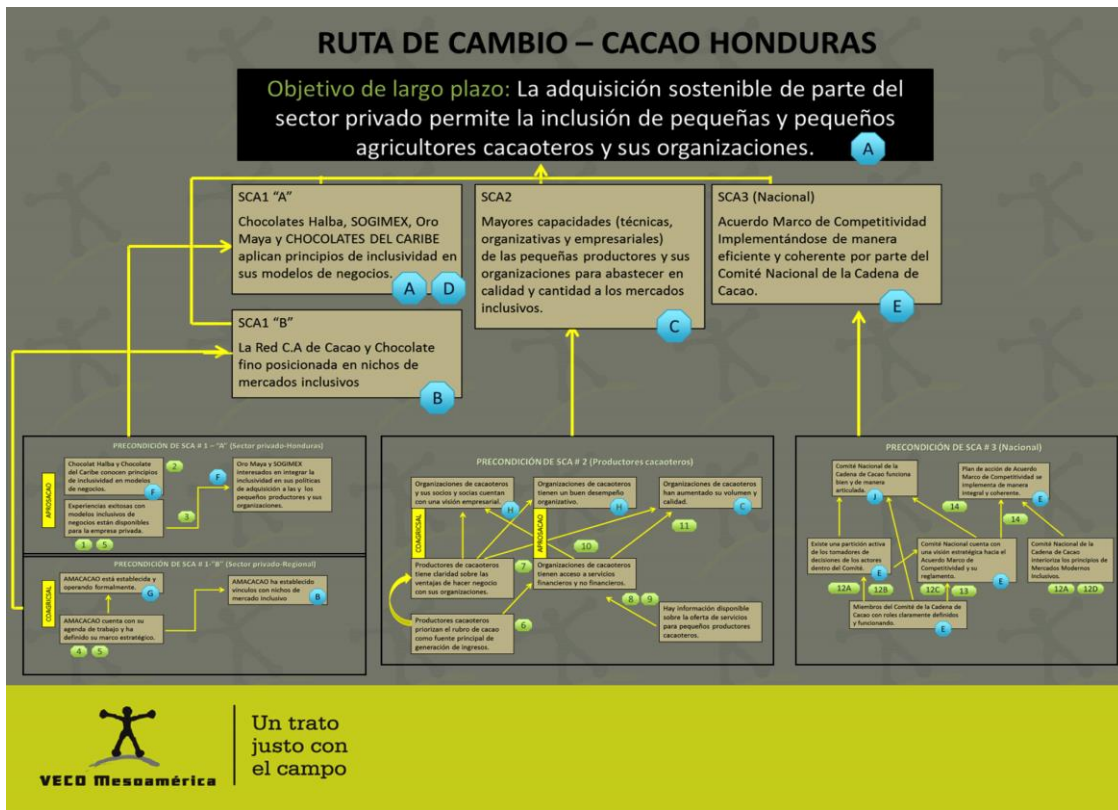 RUTA DE CAMBIO – CACAO HONDURAS
Objetivo de largo plazo: La adquisición sostenible de parte del
sector privado permite la inclusión de pequeñas y pequeños
agricultores cacaoteros y sus organizaciones.
A
SCA1 "A"
Chocolates Halba, SOGIMEX, Oro
Maya y CHOCOLATES DEL CARIBE
aplican principios de inclusividad en
sus modelos de negocios.
A D
SCA1 "B"
La Red C.A de Cacao y Chocolate
fino posicionada en nichos de
mercados inclusivos
B
SCA2
Mayores capacidades (técnicas,
organizativas y empresariales)
de las pequeñas productores y sus
organizaciones para abastecer en
calidad y cantidad a los mercados
inclusivos.
C
SCA3 (Nacional)
Acuerdo Marco de Competitividad
Implementándose de manera
eficiente y coherente por parte del
Comité Nacional de la Cadena de
Cacao.
E
PRECONDICIÓN DE SCA # 1 – "A" (Sector privado-Honduras)
APROSACAO
Chocolat Halba y Chocolate
del Caribe conocen principios
de inclusividad en modelos
de negocios.
F
2
Experiencias exitosas con
modelos inclusivos de
negocios están disponibles
para la empresa privada.
1 5
3
F
Oro Maya y SOGIMEX
interesados en integrar la
inclusividad en sus políticas
de adquisición a las y los
pequeños productores y sus
organizaciones.
PRECONDICIÓN DE SCA # 1-"B" (Sector privado-Regional)
COAGRICSAL
AMACACAO está establecida y
operando formalmente.
G
AMACACAO cuenta con su
agenda de trabajo y ha
definido su marco estratégico.
4 5
AMACACAO ha establecido
vínculos con nichos de
mercado inclusivo
B
PRECONDICIÓN DE SCA # 2 (Productores cacaoteros)
Organizaciones de cacaoteros
y sus socios y socias cuentan
con una visión empresarial.
H
Organizaciones de cacaoteros
tienen un buen desempeño
organizativo.
H
Organizaciones de cacaoteros
han aumentado su volumen y
calidad.
C
COAGRICSAL
APROSACAO
10
11
Productores de cacaoteros
tiene claridad sobre las
ventajas de hacer negocio
con sus organizaciones.
7
Organizaciones de cacaoteros
tienen acceso a servicios
financieros y no financieros.
8 9
Productores cacaoteros
priorizan el rubro de cacao
como fuente principal de
generación de ingresos.
6
Hay información disponible
sobre la oferta de servicios
para pequeños productores
cacaoteros.
PRECONDICIÓN DE SCA # 3 (Nacional)
Comité Nacional de la
Cadena de Cacao funciona
bien y de manera
articulada.
J
Plan de acción de Acuerdo
Marco de Competitividad se
implementa de manera
integral y coherente.
E
14
14
Existe una partición activa
de los tomadores de
decisiones de los actores
dentro del Comité.
E
12A 12B
Comité Nacional cuenta con
una visión estratégica hacia el
Acuerdo Marco de
Competitividad y su
reglamento.
E
12C 13
Comité Nacional de la
Cadena de Cacao
interioriza los principios de
Mercados Modernos
Inclusivos.
12A 12D
Miembros del Comité de la Cadena de
Cacao con roles claramente definidos
y funcionando.
E
VECO Mesoamérica
Un trato
justo con
el campo